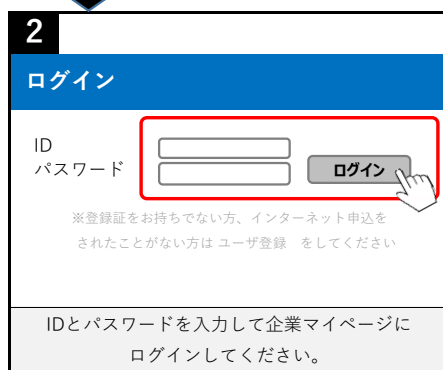 2
ログイン
ID
パスワード
ログイン
※登録証をお持ちでない方、インターネット申込を
されたことがない方は ユーザ登録　をしてください
IDとパスワードを入力して企業マイページに
ログインしてください。